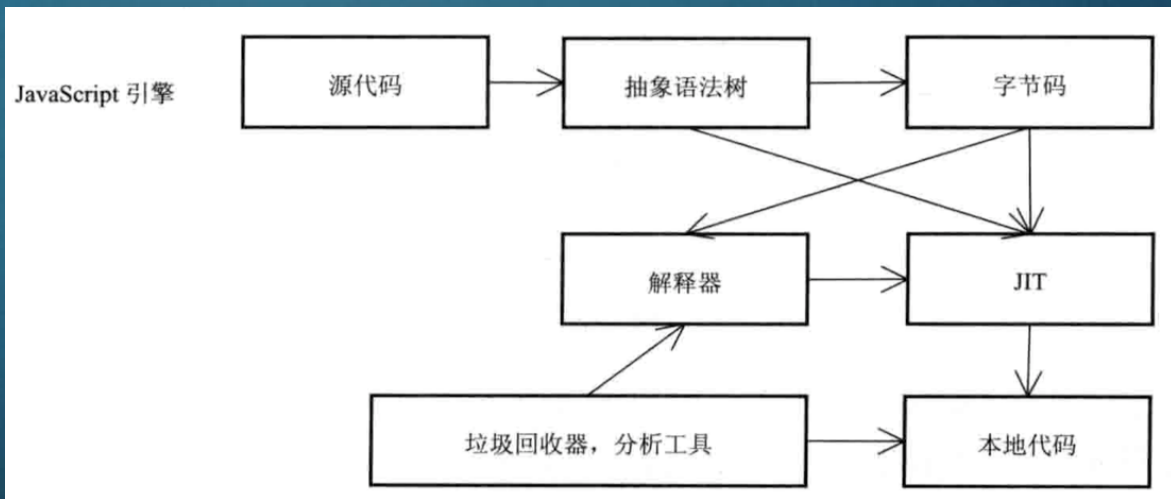 JavaScript 引擎
源代码
抽象语法树
字节码
解释器
JIT
垃圾回收器，分析工具
本地代码